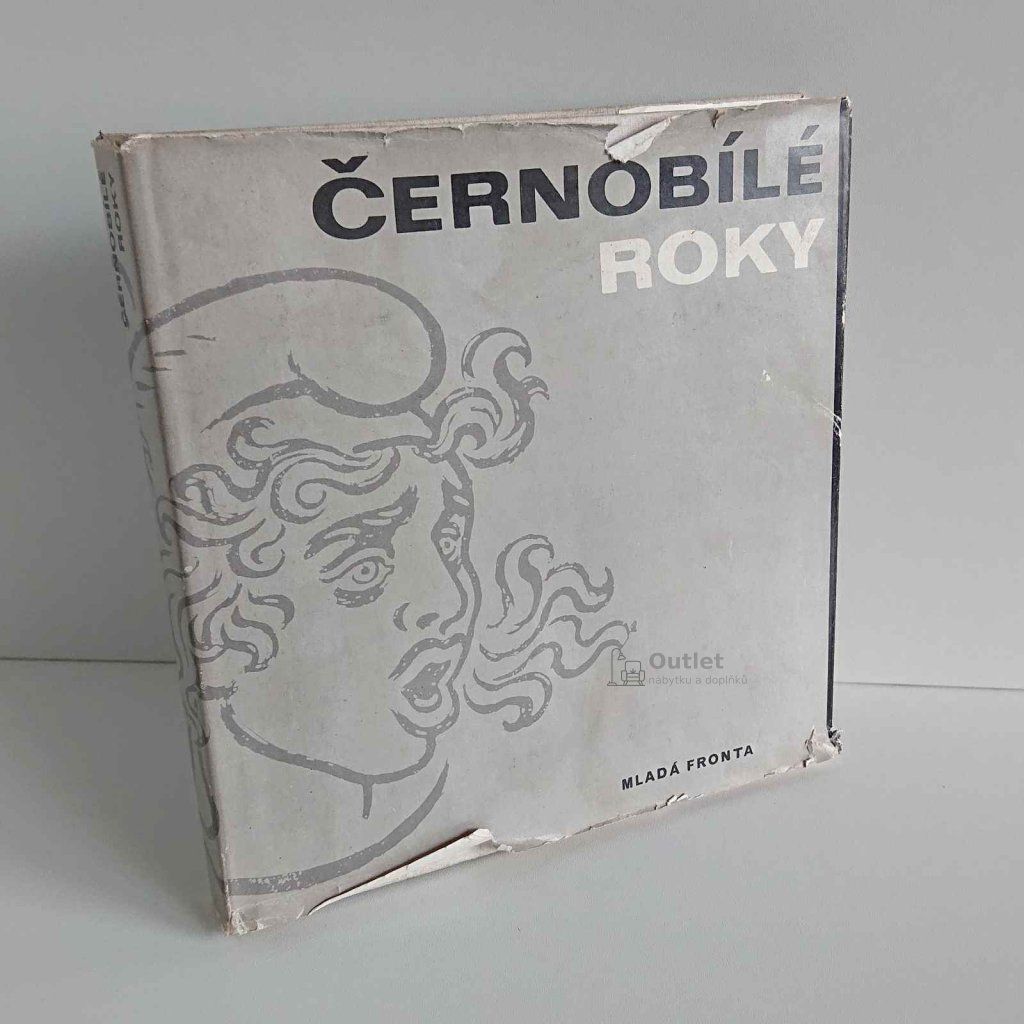 ČERNOBÍLÉ
ROKY
ČERNOBÍLÉ
ROKY
Outlet
nábytku a doplňků
MLADÁ FRONTA